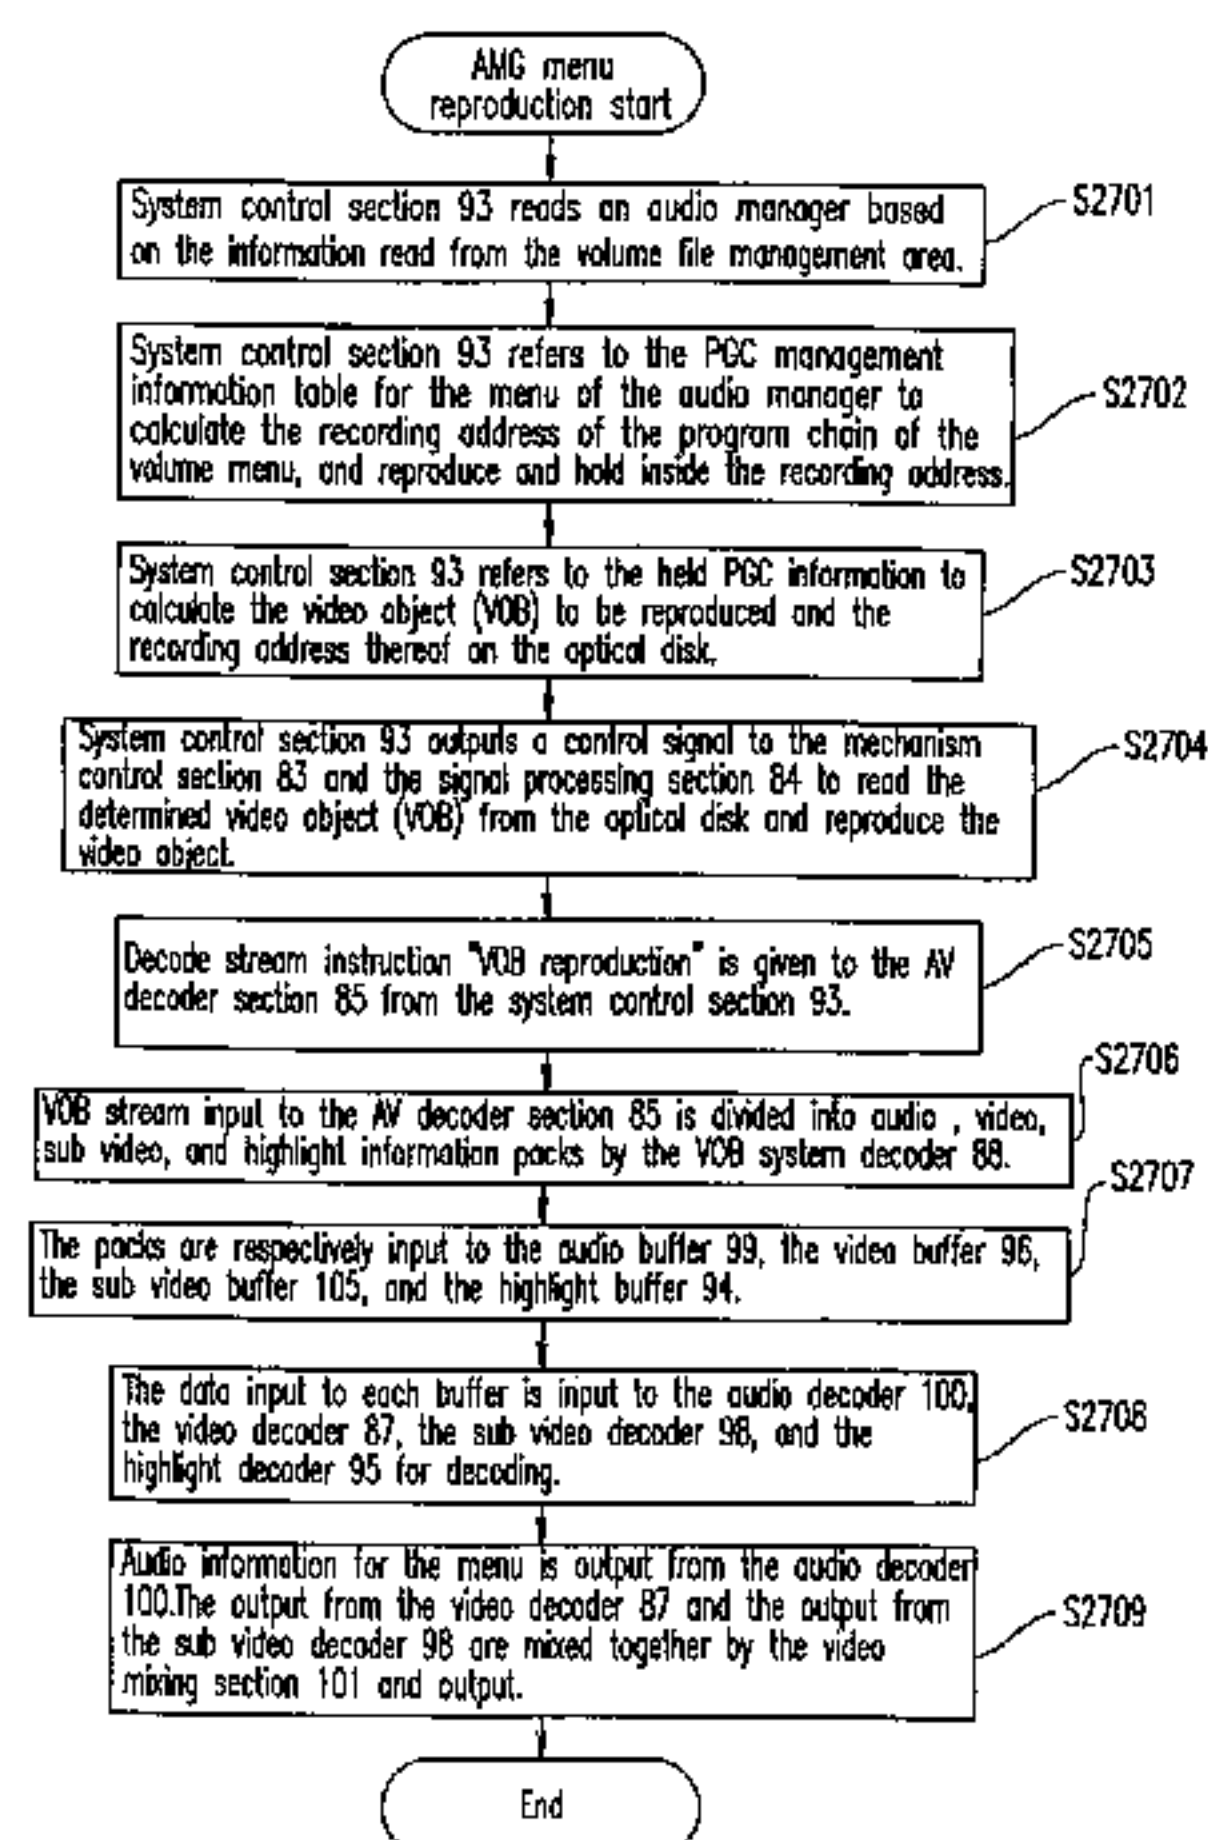 AMG menu
reproduction start
System control section 93 reads an audio manager based
on the information read from the volume file management area.
S2701
System control section 93 refers to the PGC management
information table for the menu of the audio manager to
calculate the recording address of the program chain of the
volume menu, and reproduce and hold inside the recording address.
S2702
System control section 93 refers to the held PGC information to
calculate the video object (VOB) to be reproduced and the
recording address thereof on the optical disk.
S2703
System control section 93 outputs a control signal to the mechanism
control section 83 and the signal processing section 84 to read the
determined video object (VOB) from the optical disk and reproduce the
video object.
S2704
Decode stream instruction "VOB reproduction" is given to the AV
decoder section 85 from the system control section 93.
S2705
VOB stream input to the AV decoder section 85 is divided into audio , video,
sub video, and highlight information packs by the VOB system decoder 88.
S2706
The packs are respectively input to the audio buffer 99, the video buffer 96,
the sub video buffer 105, and the highlight buffer 94.
S2707
The data input to each buffer is input to the audio decoder 100,
the video decoder 87, the sub video decoder 98, and the
highlight decoder 95 for decoding.
S2708
Audio information for the menu is output from the audio decoder
100.The output from the video decoder 87 and the output from
the sub video decoder 98 are mixed together by the video
mixing section 101 and output.
S2709
End